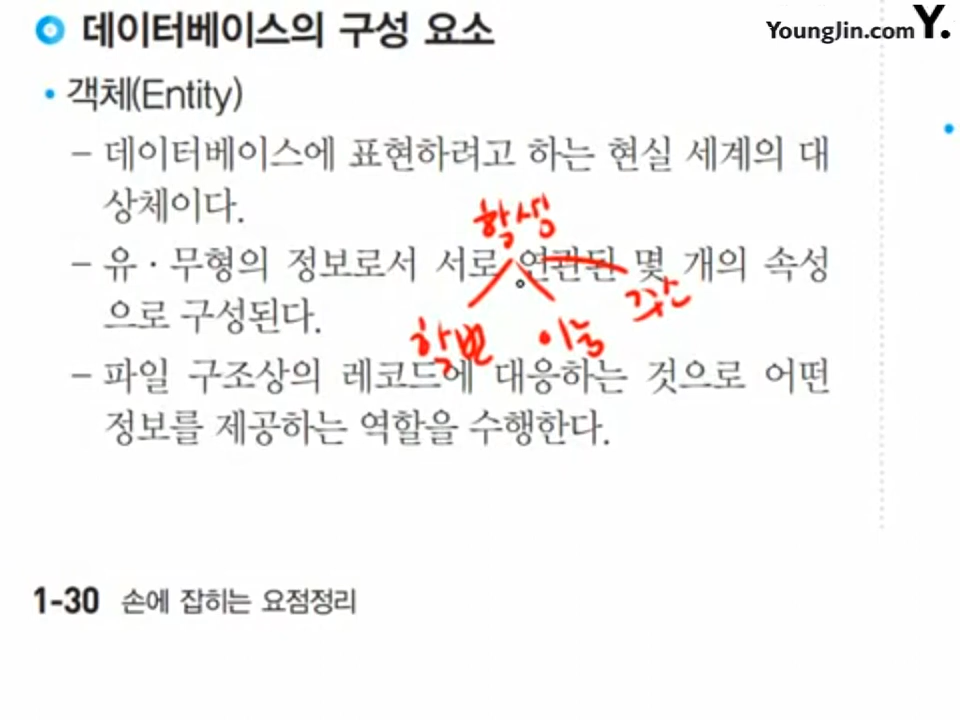 데이터베이스의 구성 요소
YoungJin.com Y.
• 객체(Entity)
– 데이터베이스에 표현하려고 하는 현실 세계의 대
상체이다.
학생
– 유·무형의 정보로서 서로 연관된 몇 개의 속성
주소
으로 구성된다.
학번 이름
– 파일 구조상의 레코드에 대응하는 것으로 어떤
정보를 제공하는 역할을 수행한다.
1-30 손에 잡히는 요점정리